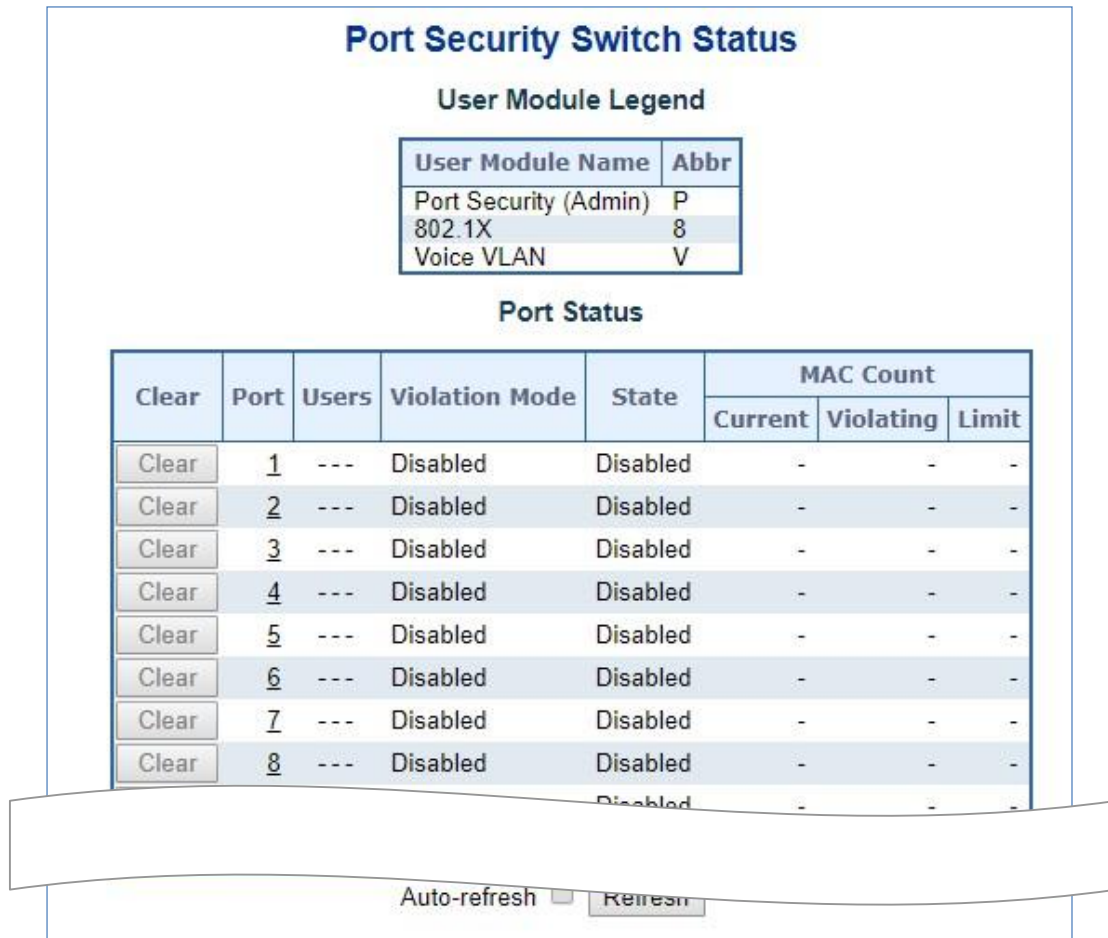 Port Security Switch Status
User Module Legend
User Module Name Abbr
Port Security (Admin) P
802.1X 8
Voice VLAN V
Port Status
Clear Port Users Violation Mode State MAC Count
Current Violating Limit
Clear 1 --- Disabled Disabled - - -
Clear 2 --- Disabled Disabled - - -
Clear 3 --- Disabled Disabled - - -
Clear 4 --- Disabled Disabled - - -
Clear 5 --- Disabled Disabled - - -
Clear 6 --- Disabled Disabled - - -
Clear 7 --- Disabled Disabled - - -
Clear 8 --- Disabled Disabled - - -
Disabled - - -
Auto-refresh Refresh